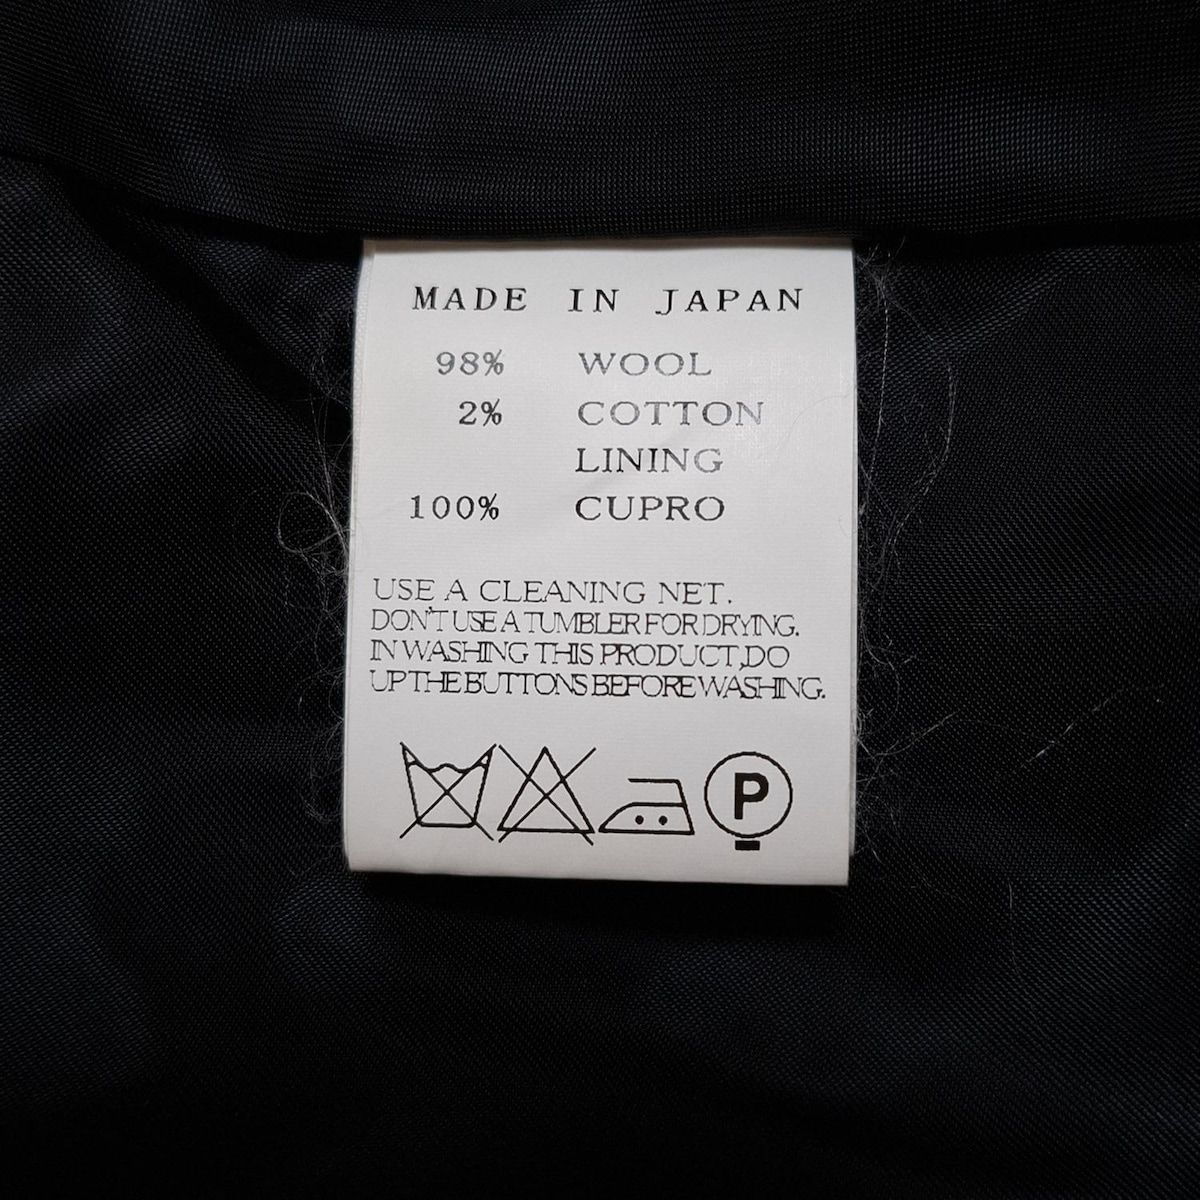 MADE IN JAPAN
98% WOOL
2% COTTON
LINING
100% CUPRO
USE A CLEANING NET.
DON'T USE A TUMBLER FOR DRYING.
IN WASHING THIS PRODUCT,DO
UP THE BUTTONS BEFORE WASHING.
P